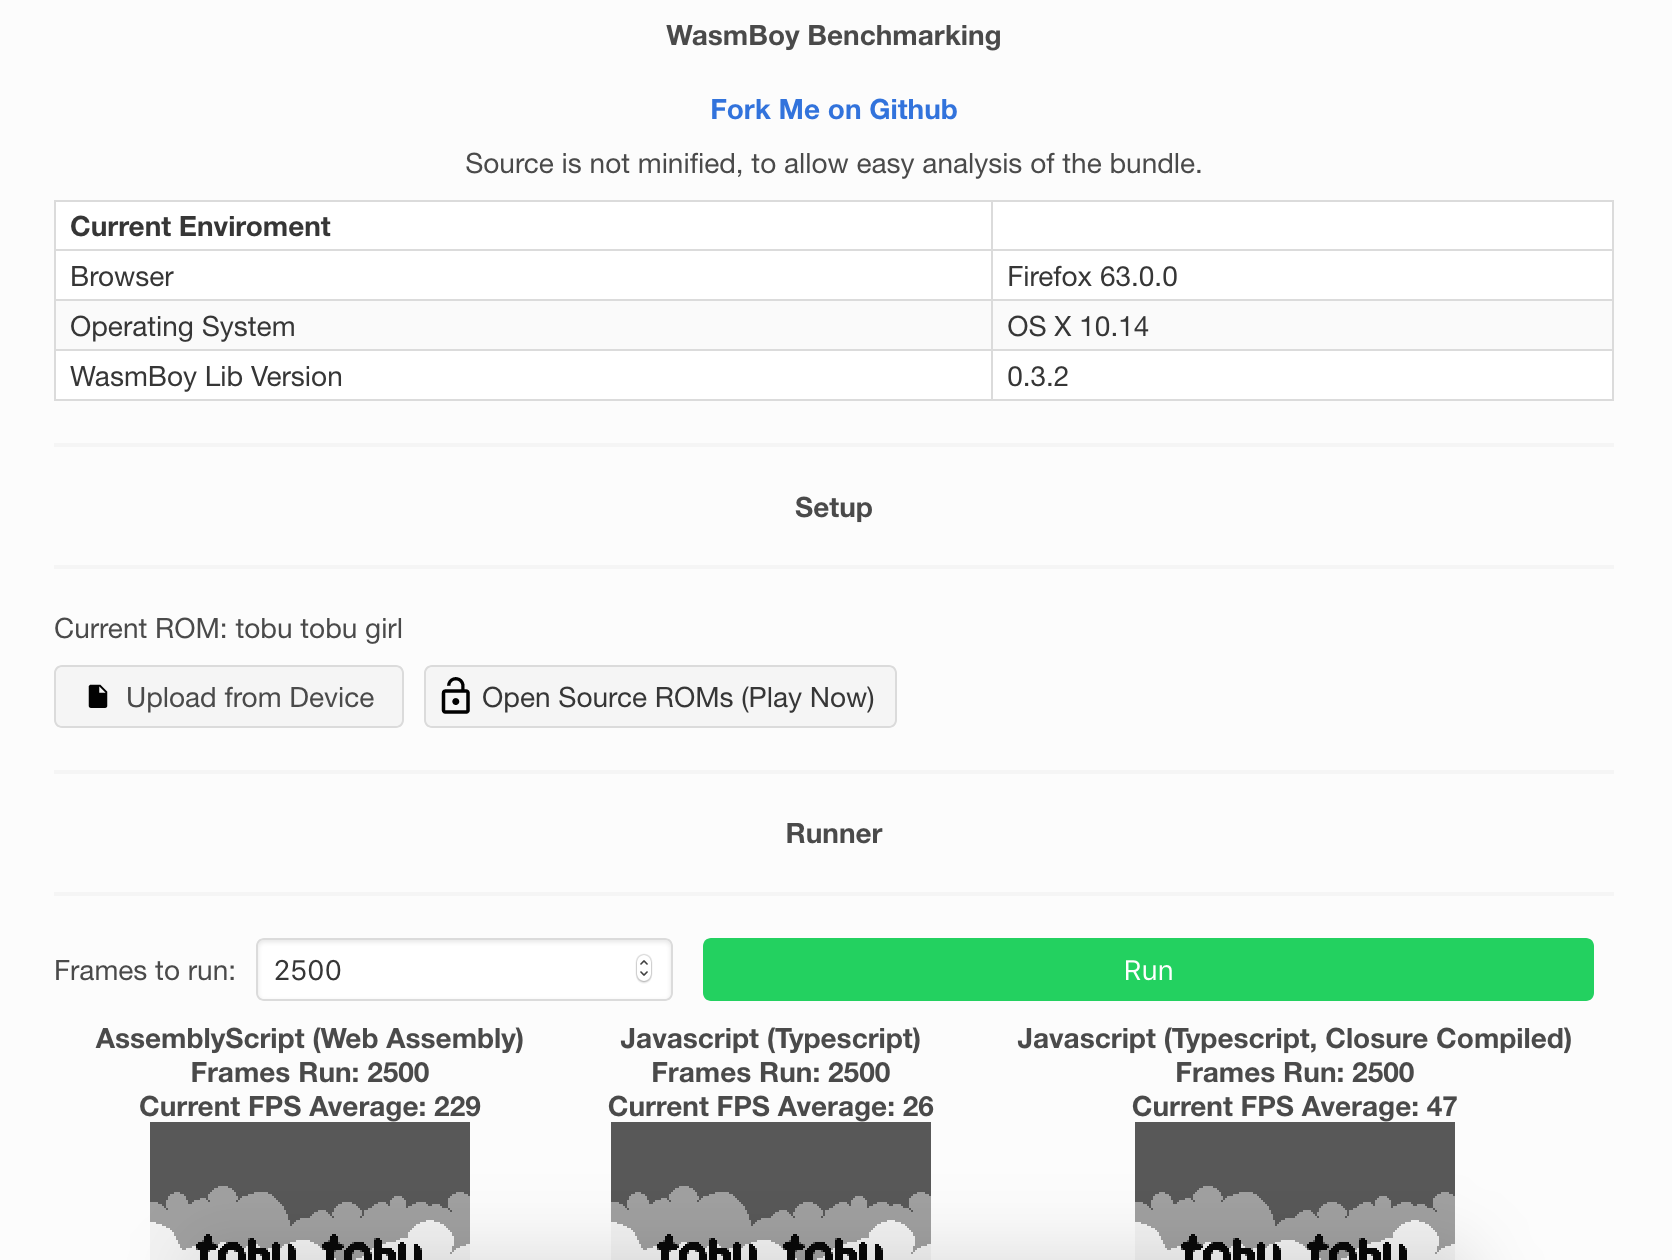 WasmBoy Benchmarking
Fork Me on Github
Source is not minified, to allow easy analysis of the bundle.
Current Enviroment
Browser Firefox 63.0.0
Operating System OS X 10.14
WasmBoy Lib Version 0.3.2
Setup
Current ROM: tobu tobu girl
Upload from Device Open Source ROMs (Play Now)
Runner
Frames to run: 2500 Run
AssemblyScript (Web Assembly) Javascript (Typescript) Javascript (Typescript, Closure Compiled)
Frames Run: 2500 Frames Run: 2500 Frames Run: 2500
Current FPS Average: 229 Current FPS Average: 26 Current FPS Average: 47
tobu tobu tobu tobu tobu tobu